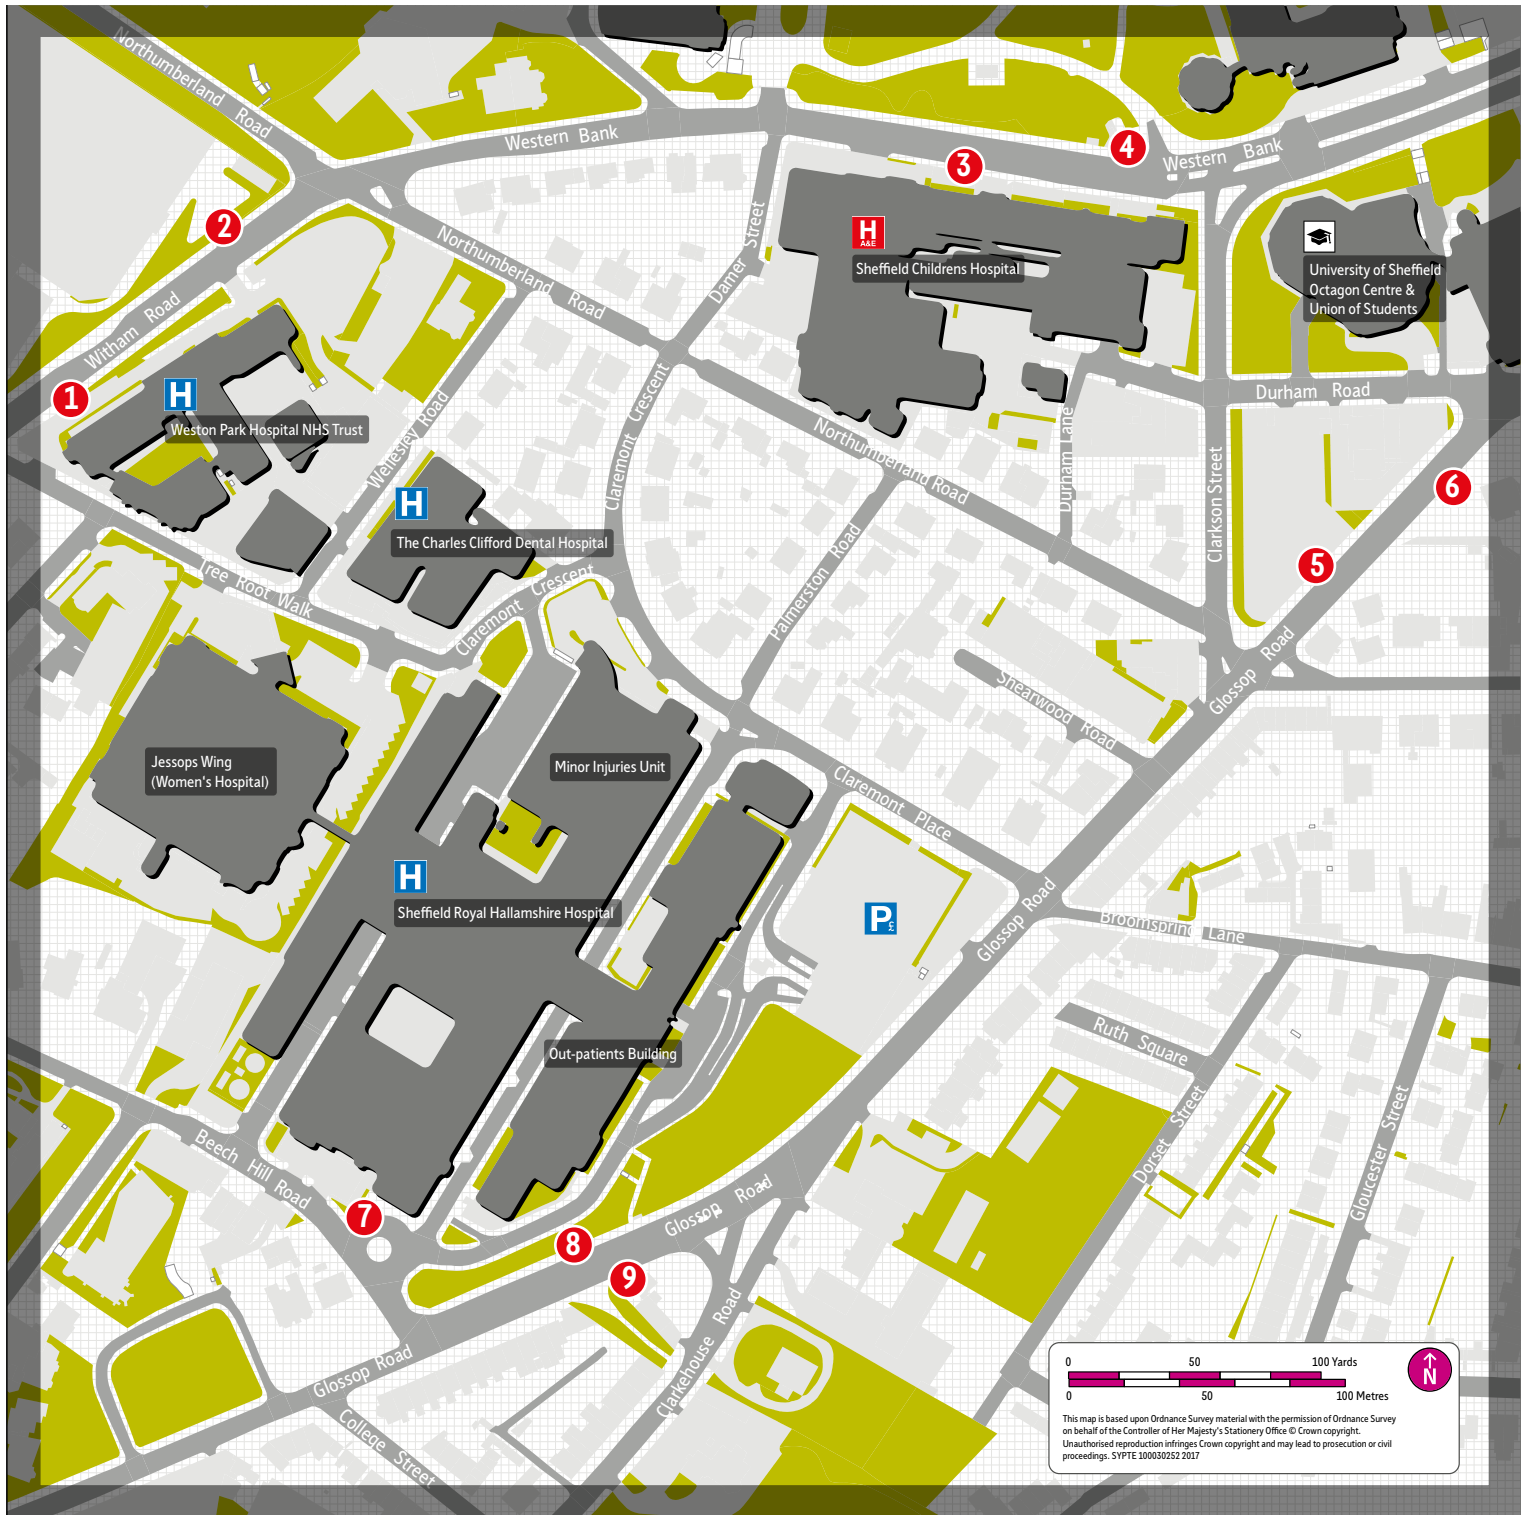 Northumberland Road
Western Bank
4
Western Bank
3
2
H
A&E
Sheffield Childrens Hospital
University of Sheffield
Octagon Centre &
Union of Students
Damer Street
Northumberland Road
Witham Road
1
H
Weston Park Hospital NHS Trust
Wellesley Road
Claremont Crescent
Durham Road
Northumberland Road
Durham Lane
Clarkson Street
6
H
The Charles Clifford Dental Hospital
5
Tree Root Walk
Claremont Crescent
Palmerston Road
Shearwood Road
Glossop Road
Jessops Wing
(Women's Hospital)
Minor Injuries Unit
Claremont Place
H
Sheffield Royal Hallamshire Hospital
P£
Glossop Road
Broomspring Lane
Out-patients Building
Ruth Square
Dorset Street
Gloucester Street
Beech Hill Road
7
Glossop Road
8
9
Glossop Road
Clarkehouse Road
College Street
0 50 100 Yards
0 50 100 Metres
N
This map is based upon Ordnance Survey material with the permission of Ordnance Survey
on behalf of the Controller of Her Majesty's Stationery Office © Crown copyright.
Unauthorised reproduction infringes Crown copyright and may lead to prosecution or civil
proceedings. SYPTE 100030252 2017